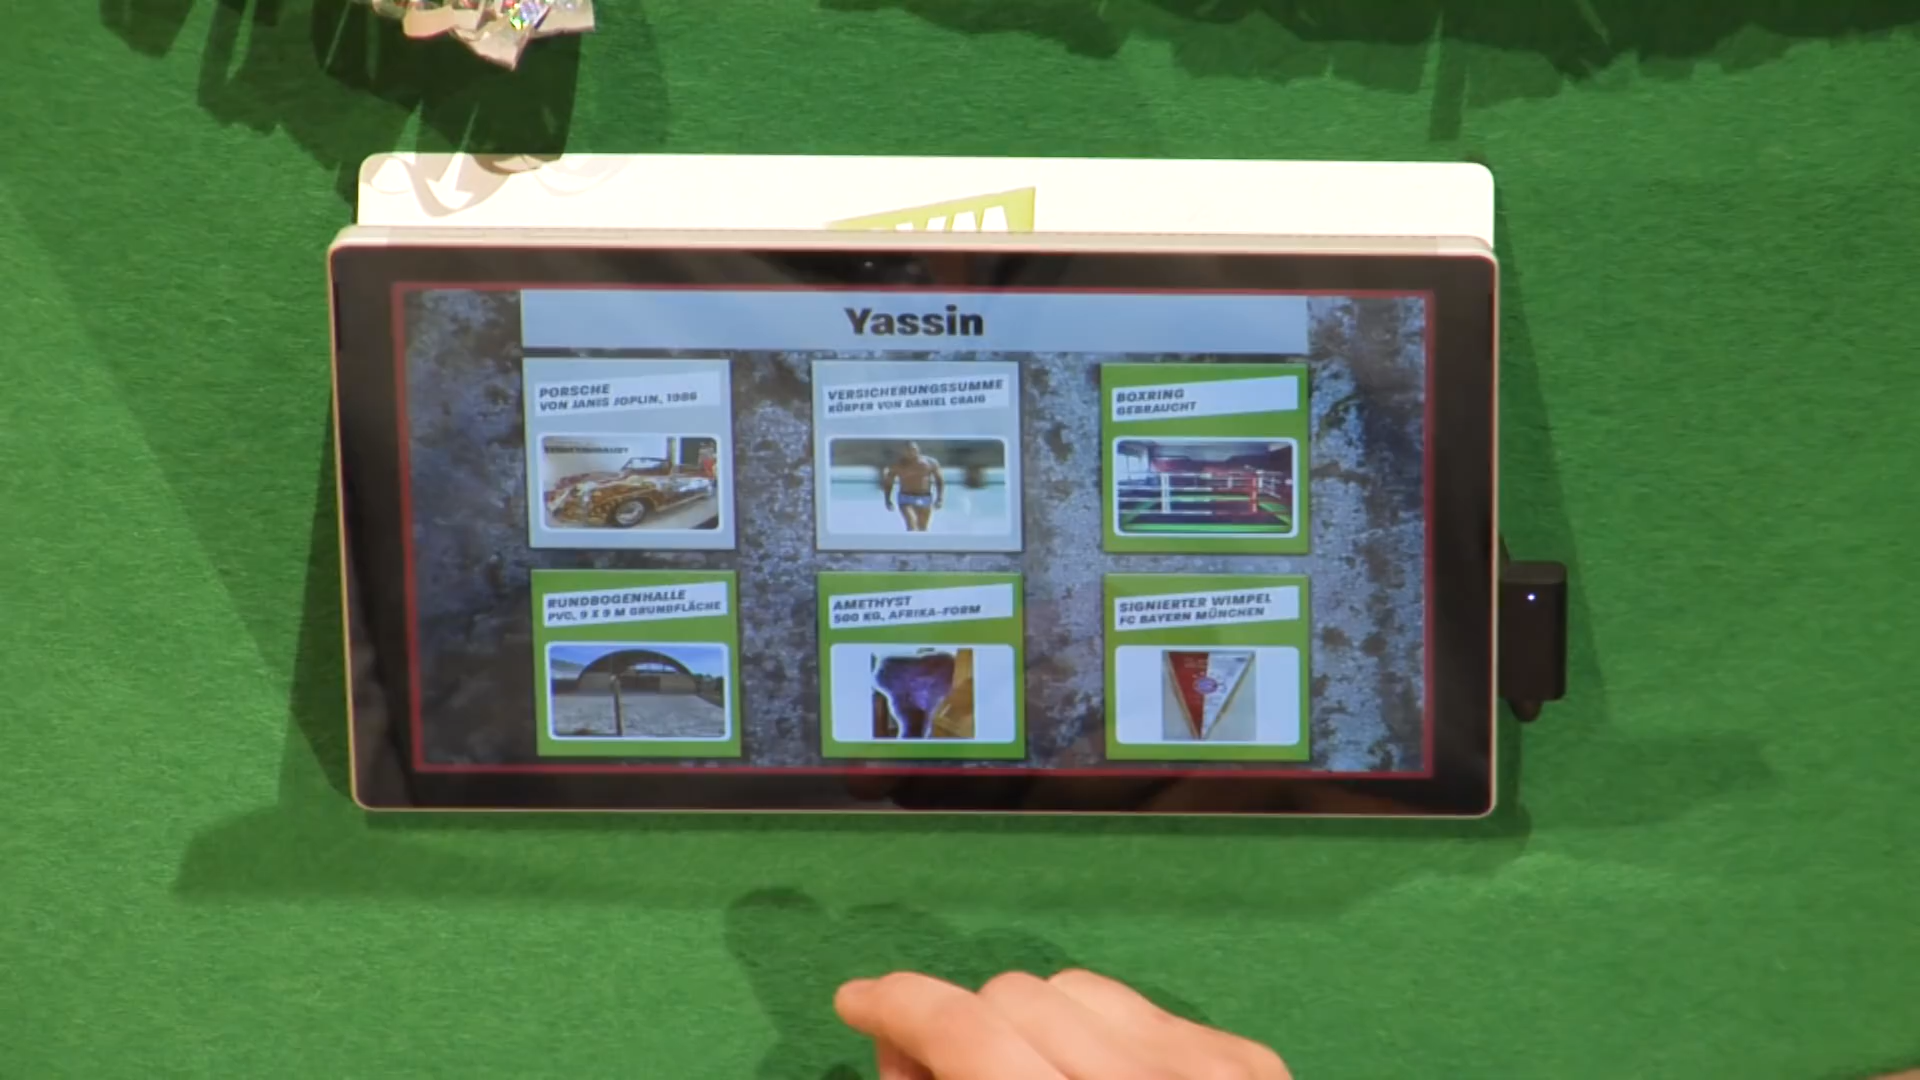 Yassin
PORSCHE
VON JANIS JOPLIN, 1986
VERSICHERUNGSSUMME
KÖRPER VON DANIEL CRAIG
BOXRING
GEBRAUCHT
RUNDBOGENHALLE
PVC, 9 X 9 M GRUNDFLÄCHE
AMETHYST
500 KG, AFRIKA-FORM
SIGNIERTER WIMPEL
FC BAYERN MÜNCHEN